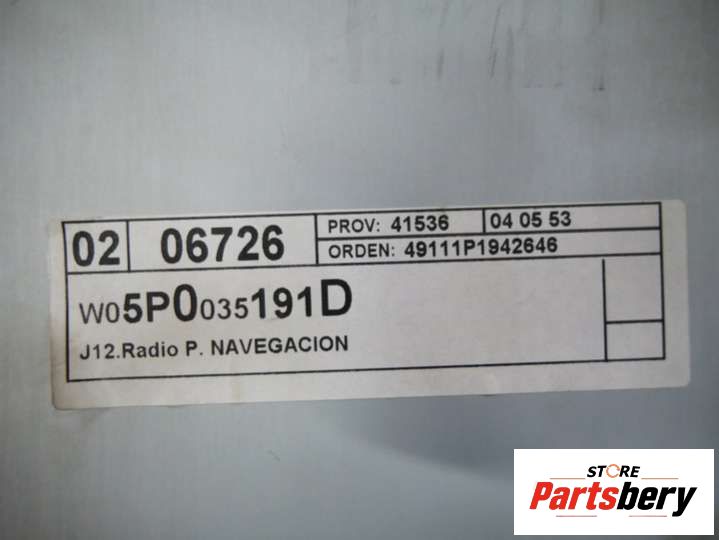 02 06726 PROV: 41536 04 05 53
ORDEN: 49111P1942646
W05P0035191D
J12.Radio P. NAVEGACION
STORE
Partsbery